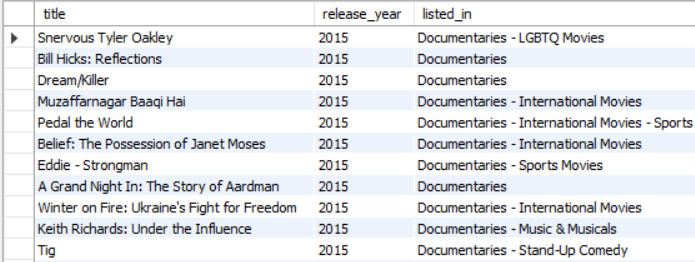 title release_year listed_in
Snervous Tyler Oakley 2015 Documentaries - LGBTQ Movies
Bill Hicks: Reflections 2015 Documentaries
Dream/Killer 2015 Documentaries
Muzaffarnagar Baaqi Hai 2015 Documentaries - International Movies
Pedal the World 2015 Documentaries - International Movies - Sports
Belief: The Possession of Janet Moses 2015 Documentaries - International Movies
Eddie - Strongman 2015 Documentaries - Sports Movies
A Grand Night In: The Story of Aardman 2015 Documentaries
Winter on Fire: Ukraine's Fight for Freedom 2015 Documentaries - International Movies
Keith Richards: Under the Influence 2015 Documentaries - Music & Musicals
Tig 2015 Documentaries - Stand-Up Comedy